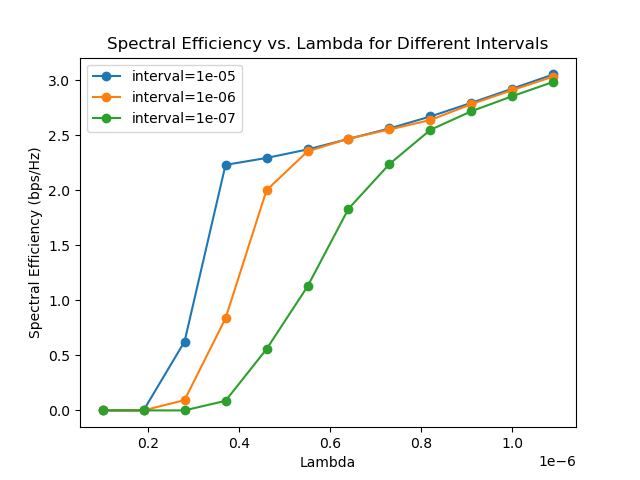 Spectral Efficiency vs. Lambda for Different Intervals
interval=1e-05
interval=1e-06
interval=1e-07
Spectral Efficiency (bps/Hz)
3.0
2.5
2.0
1.5
1.0
0.5
0.0
0.2 0.4 0.6 0.8 1.0
Lambda
1e−6